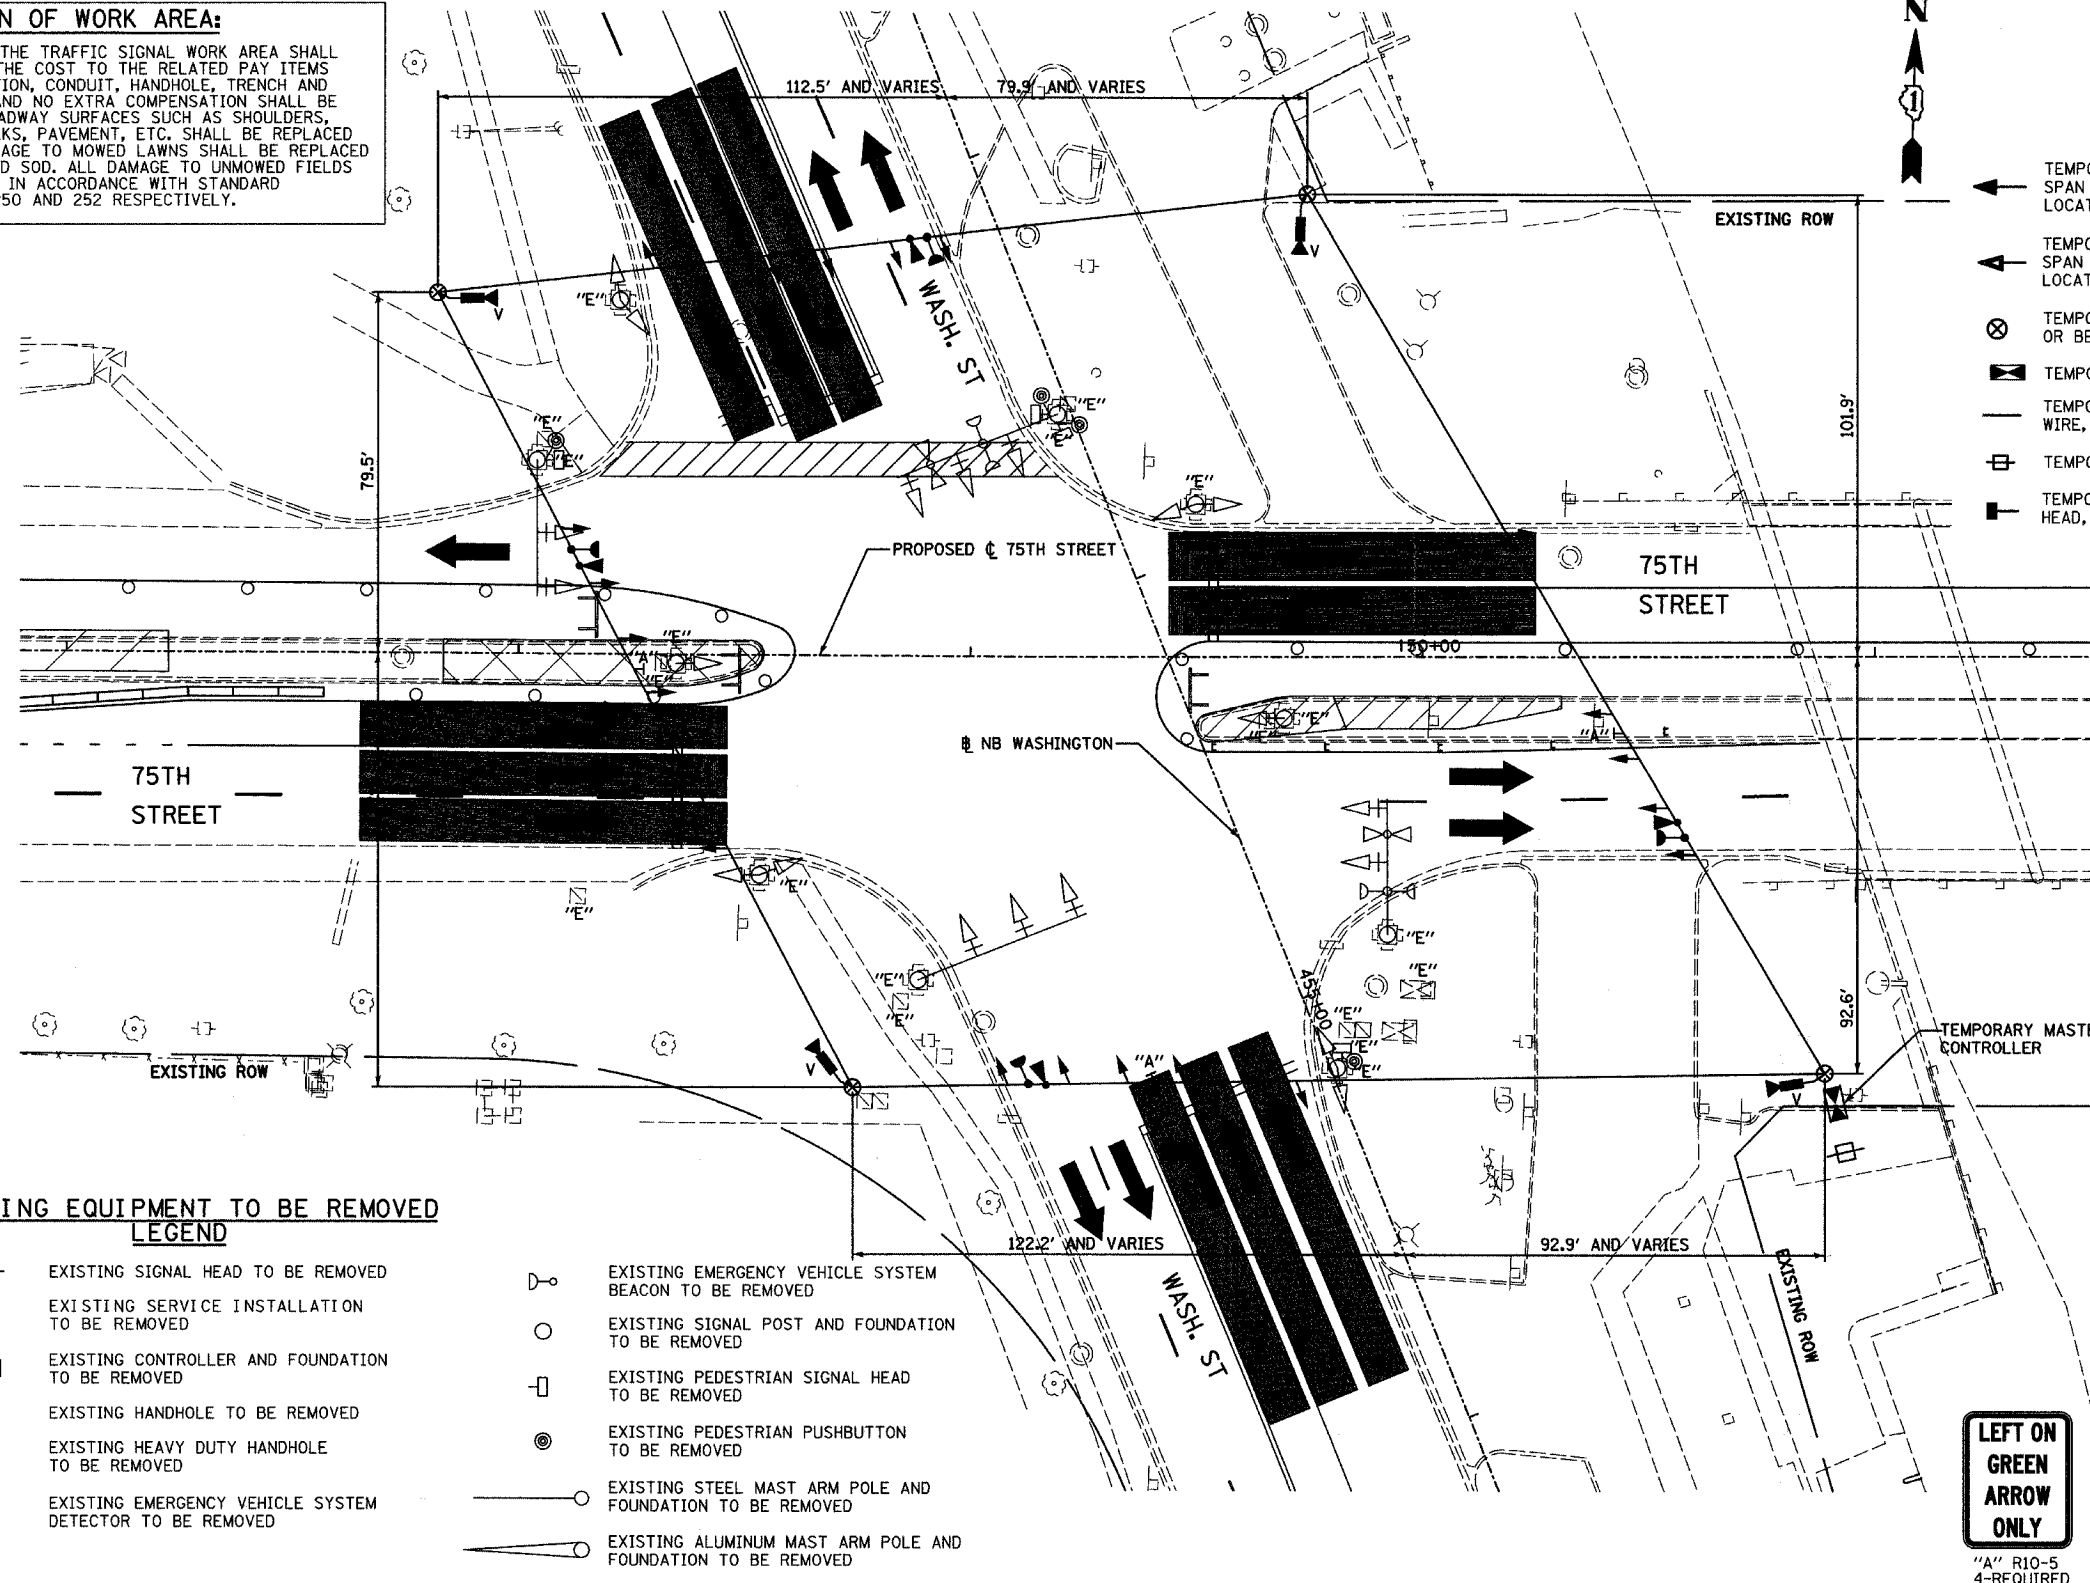 N OF WORK AREA:
THE TRAFFIC SIGNAL WORK AREA SHALL
THE COST TO THE RELATED PAY ITEMS
TION, CONDUIT, HANDHOLE, TRENCH AND
AND NO EXTRA COMPENSATION SHALL BE
ADWAY SURFACES SUCH AS SHOULDERS,
KS, PAVEMENT, ETC. SHALL BE REPLACED
AGE TO MOWED LAWNS SHALL BE REPLACED
D SOD. ALL DAMAGE TO UNMOWED FIELDS
IN ACCORDANCE WITH STANDARD
250 AND 252 RESPECTIVELY.
N
1
112.5' AND VARIES
79.9' AND VARIES
EXISTING ROW
TEMPO
SPAN
LOCAT
TEMPO
SPAN
LOCAT
TEMPO
OR BE
TEMPO
TEMPO
WIRE,
TEMPO
TEMPO
HEAD,
V
V
"E"
WASH. ST
"E"
"E"
"E"
"E"
"E"
79.5'
101.9'
PROPOSED ℄ 75TH STREET
75TH
STREET
150+00
"E"
"A"
"E"
"E"
"E"
"A"
75TH
STREET
NB WASHINGTON
"E"
"E"
"E"
"E"
"E"
"E"
"E"
"E"
"E"
455+00
92.6'
TEMPORARY MASTE
CONTROLLER
EXISTING ROW
V
"A"
V
122.2' AND VARIES
92.9' AND VARIES
WASH. ST
EXISTING ROW
ING EQUIPMENT TO BE REMOVED
LEGEND
EXISTING SIGNAL HEAD TO BE REMOVED
EXISTING SERVICE INSTALLATION
TO BE REMOVED
EXISTING CONTROLLER AND FOUNDATION
TO BE REMOVED
EXISTING HANDHOLE TO BE REMOVED
EXISTING HEAVY DUTY HANDHOLE
TO BE REMOVED
EXISTING EMERGENCY VEHICLE SYSTEM
DETECTOR TO BE REMOVED
EXISTING EMERGENCY VEHICLE SYSTEM
BEACON TO BE REMOVED
EXISTING SIGNAL POST AND FOUNDATION
TO BE REMOVED
EXISTING PEDESTRIAN SIGNAL HEAD
TO BE REMOVED
EXISTING PEDESTRIAN PUSHBUTTON
TO BE REMOVED
EXISTING STEEL MAST ARM POLE AND
FOUNDATION TO BE REMOVED
EXISTING ALUMINUM MAST ARM POLE AND
FOUNDATION TO BE REMOVED
LEFT ON
GREEN
ARROW
ONLY
"A" R10-5
4-REQUIRED